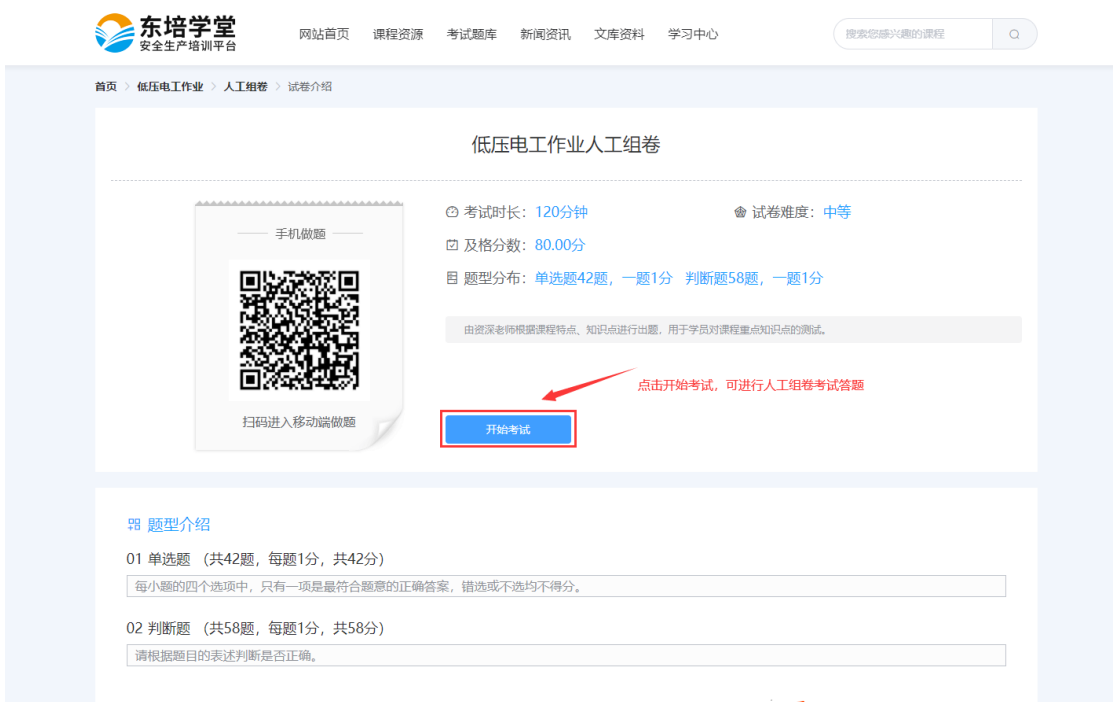 东培学堂
安全生产培训平台
网站首页 课程资源 考试题库 新闻资讯 文库资料 学习中心
搜索您感兴趣的课程
首页 > 低压电工作业 > 人工组卷 > 试卷介绍
低压电工作业人工组卷
手机做题
扫码进入移动端做题
考试时长：120分钟 试卷难度：中等
及格分数：80.00分
题型分布：单选题42题，一题1分 判断题58题，一题1分
由资深老师根据课程特点、知识点进行出题，用于学员对课程重点知识点的测试。
点击开始考试，可进行人工组卷考试答题
开始考试
题型介绍
01 单选题 （共42题，每题1分，共42分）
每小题的四个选项中，只有一项是最符合题意的正确答案，错选或不选均不得分。
02 判断题 （共58题，每题1分，共58分）
请根据题目的表述判断是否正确。